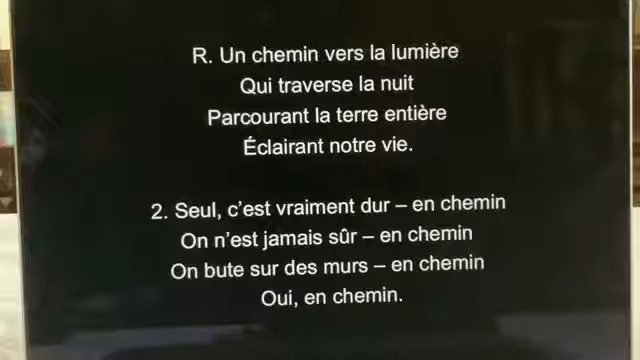 R. Un chemin vers la lumière
Qui traverse la nuit
Parcourant la terre entière
Éclairant notre vie.
2. Seul, c’est vraiment dur – en chemin
On n’est jamais sûr – en chemin
On bute sur des murs – en chemin
Oui, en chemin.